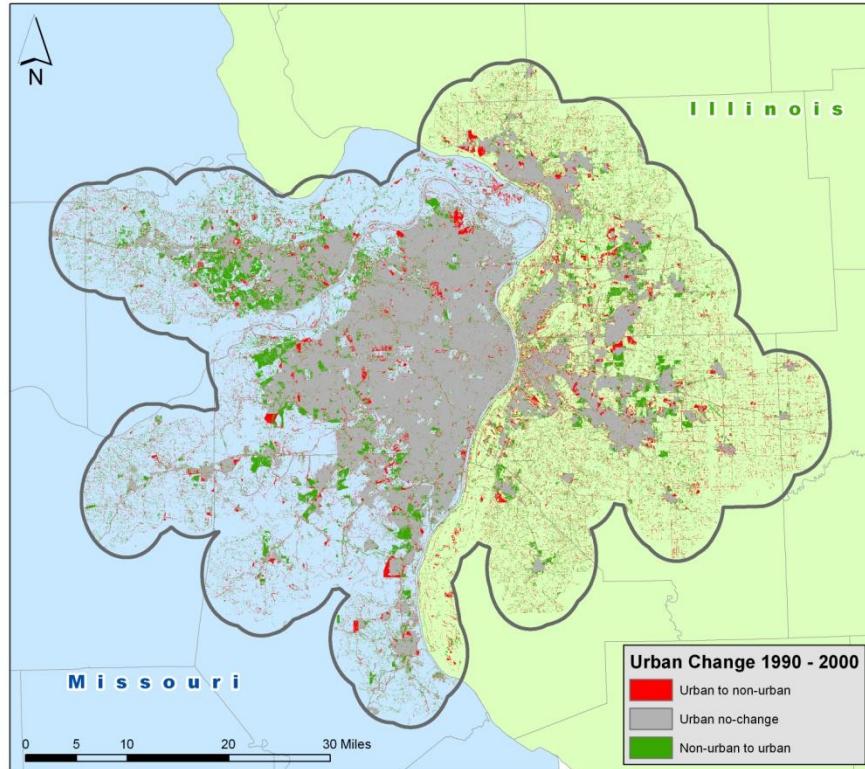 N
Illinois
Missouri
0 5 10 20 30 Miles
Urban Change 1990 - 2000
Urban to non-urban
Urban no-change
Non-urban to urban